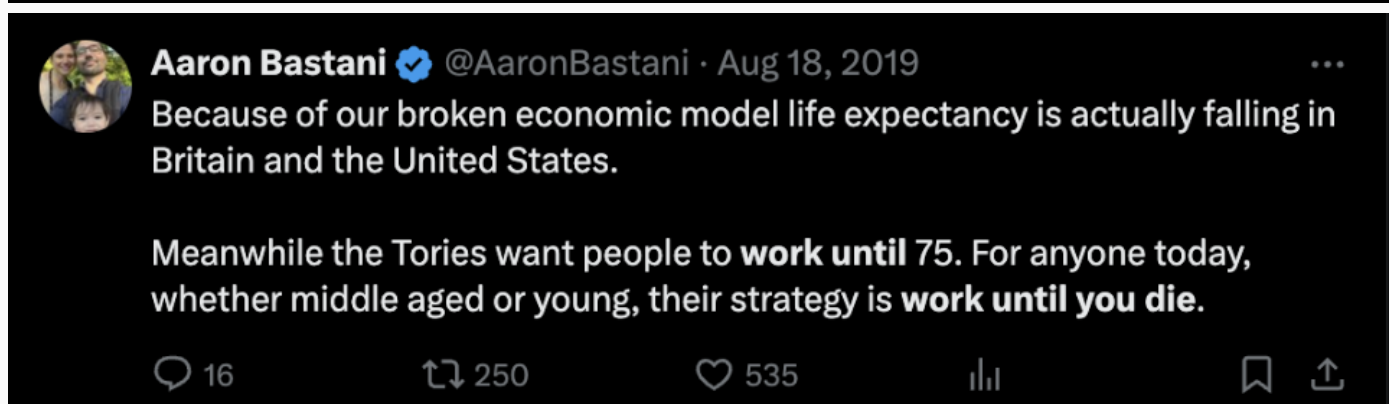 Aaron Bastani @AaronBastani · Aug 18, 2019
Because of our broken economic model life expectancy is actually falling in
Britain and the United States.
Meanwhile the Tories want people to work until 75. For anyone today,
whether middle aged or young, their strategy is work until you die.
16 250 535